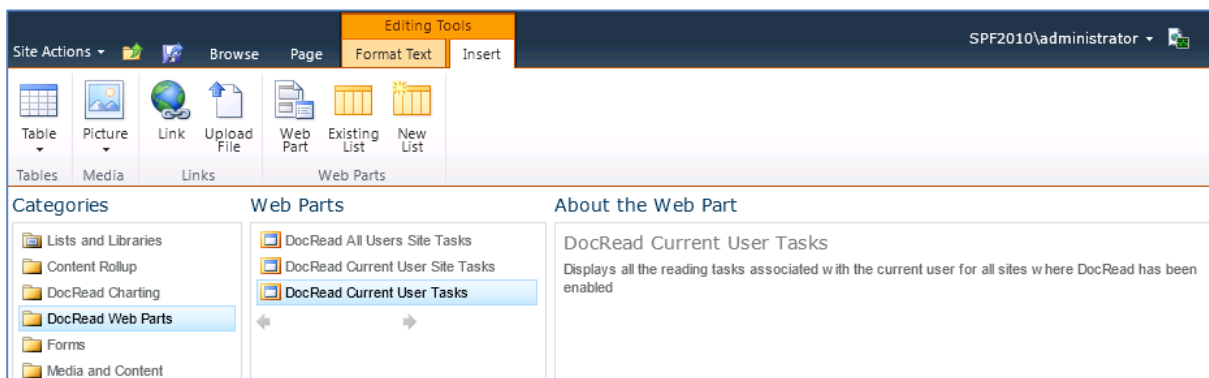 Editing Tools
Site Actions Browse Page Format Text Insert SPF2010\administrator
Table Picture Link Upload File Web Part Existing List New List
Tables Media Links Web Parts
Categories Web Parts About the Web Part
Lists and Libraries
Content Rollup
DocRead Charting
DocRead Web Parts
Forms
Media and Content
DocRead All Users Site Tasks
DocRead Current User Site Tasks
DocRead Current User Tasks
DocRead Current User Tasks
Displays all the reading tasks associated with the current user for all sites where DocRead has been
enabled